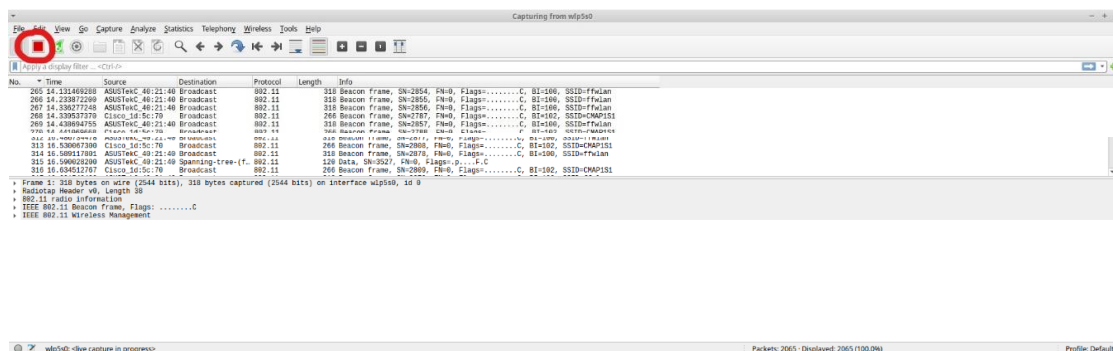 Capturing from wlp5s0
File Edit View Go Capture Analyze Statistics Telephony Wireless Tools Help
Apply a display filter ... <Ctrl-/>
No. Time Source Destination Protocol Length Info
265 14.131469288 ASUSTekC_40:21:40 Broadcast 802.11 318 Beacon frame, SN=2854, FN=0, Flags=........C, BI=100, SSID=ffwlan
266 14.233872200 ASUSTekC_40:21:40 Broadcast 802.11 318 Beacon frame, SN=2855, FN=0, Flags=........C, BI=100, SSID=ffwlan
267 14.336277248 ASUSTekC_40:21:40 Broadcast 802.11 318 Beacon frame, SN=2856, FN=0, Flags=........C, BI=100, SSID=ffwlan
268 14.339537370 Cisco_1d:5c:70 Broadcast 802.11 266 Beacon frame, SN=2787, FN=0, Flags=........C, BI=102, SSID=CMAP1S1
269 14.438694755 ASUSTekC_40:21:40 Broadcast 802.11 318 Beacon frame, SN=2857, FN=0, Flags=........C, BI=100, SSID=ffwlan
313 16.530067300 Cisco_1d:5c:70 Broadcast 802.11 266 Beacon frame, SN=2808, FN=0, Flags=........C, BI=102, SSID=CMAP1S1
314 16.589117801 ASUSTekC_40:21:40 Broadcast 802.11 318 Beacon frame, SN=2878, FN=0, Flags=........C, BI=100, SSID=ffwlan
315 16.590028200 ASUSTekC_40:21:40 Spanning-tree-(f… 802.11 120 Data, SN=3527, FN=0, Flags=.p....F.C
316 16.634512767 Cisco_1d:5c:70 Broadcast 802.11 266 Beacon frame, SN=2809, FN=0, Flags=........C, BI=102, SSID=CMAP1S1
Frame 1: 318 bytes on wire (2544 bits), 318 bytes captured (2544 bits) on interface wlp5s0, id 0
Radiotap Header v0, Length 38
802.11 radio information
IEEE 802.11 Beacon frame, Flags: ........C
IEEE 802.11 Wireless Management
wlp5s0: <live capture in progress> Packets: 2065 · Displayed: 2065 (100.0%) Profile: Default